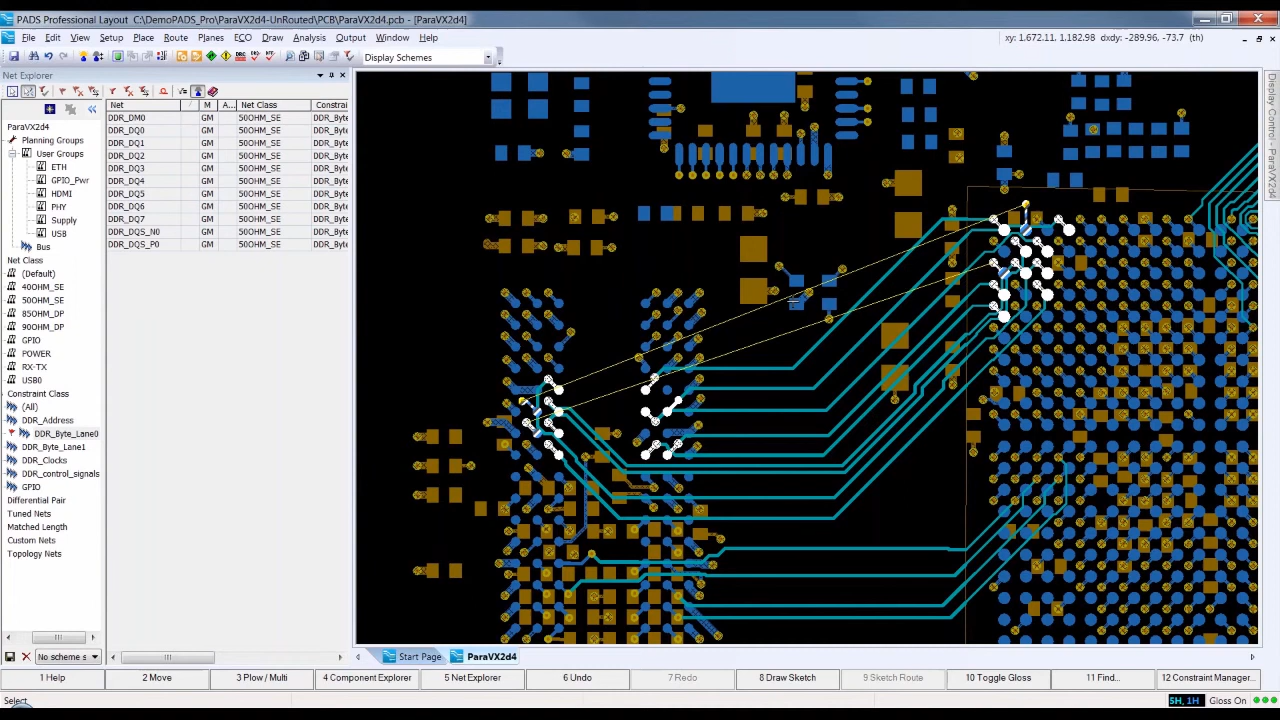 PADS Professional Layout C:\DemoPADS_Pro\ParaVX2d4-UnRouted\PCB\ParaVX2d4.pcb - [ParaVX2d4]
File Edit View Setup Place Route Planes ECO Draw Analysis Output Window Help
xy: 1,672.11, 1,182.98 dxdy: -289.96, -73.7 (th)
Display Schemes
Net Explorer
ParaVX2d4
Planning Groups
User Groups
ETH
GPIO_Pwr
HDMI
PHY
Supply
USB
Bus
Net Class
(Default)
40OHM_SE
50OHM_SE
85OHM_DP
90OHM_DP
GPIO
POWER
RX-TX
USB0
Constraint Class
(All)
DDR_Address
DDR_Byte_Lane0
DDR_Byte_Lane1
DDR_Clocks
DDR_control_signals
GPIO
Differential Pair
Tuned Nets
Matched Length
Custom Nets
Topology Nets
No scheme s
Net M A... Net Class Constrai
DDR_DM0 GM 50OHM_SE DDR_Byte
DDR_DQ0 GM 50OHM_SE DDR_Byte
DDR_DQ1 GM 50OHM_SE DDR_Byte
DDR_DQ2 GM 50OHM_SE DDR_Byte
DDR_DQ3 GM 50OHM_SE DDR_Byte
DDR_DQ4 GM 50OHM_SE DDR_Byte
DDR_DQ5 GM 50OHM_SE DDR_Byte
DDR_DQ6 GM 50OHM_SE DDR_Byte
DDR_DQ7 GM 50OHM_SE DDR_Byte
DDR_DQS_N0 GM 50OHM_SE DDR_Byte
DDR_DQS_P0 GM 50OHM_SE DDR_Byte
Display Control - ParaVX2d4
Start Page ParaVX2d4
1 Help 2 Move 3 Plow / Multi 4 Component Explorer 5 Net Explorer 6 Undo 7 Redo 8 Draw Sketch 9 Sketch Route 10 Toggle Gloss 11 Find... 12 Constraint Manager...
Select 5H, 1H Gloss On